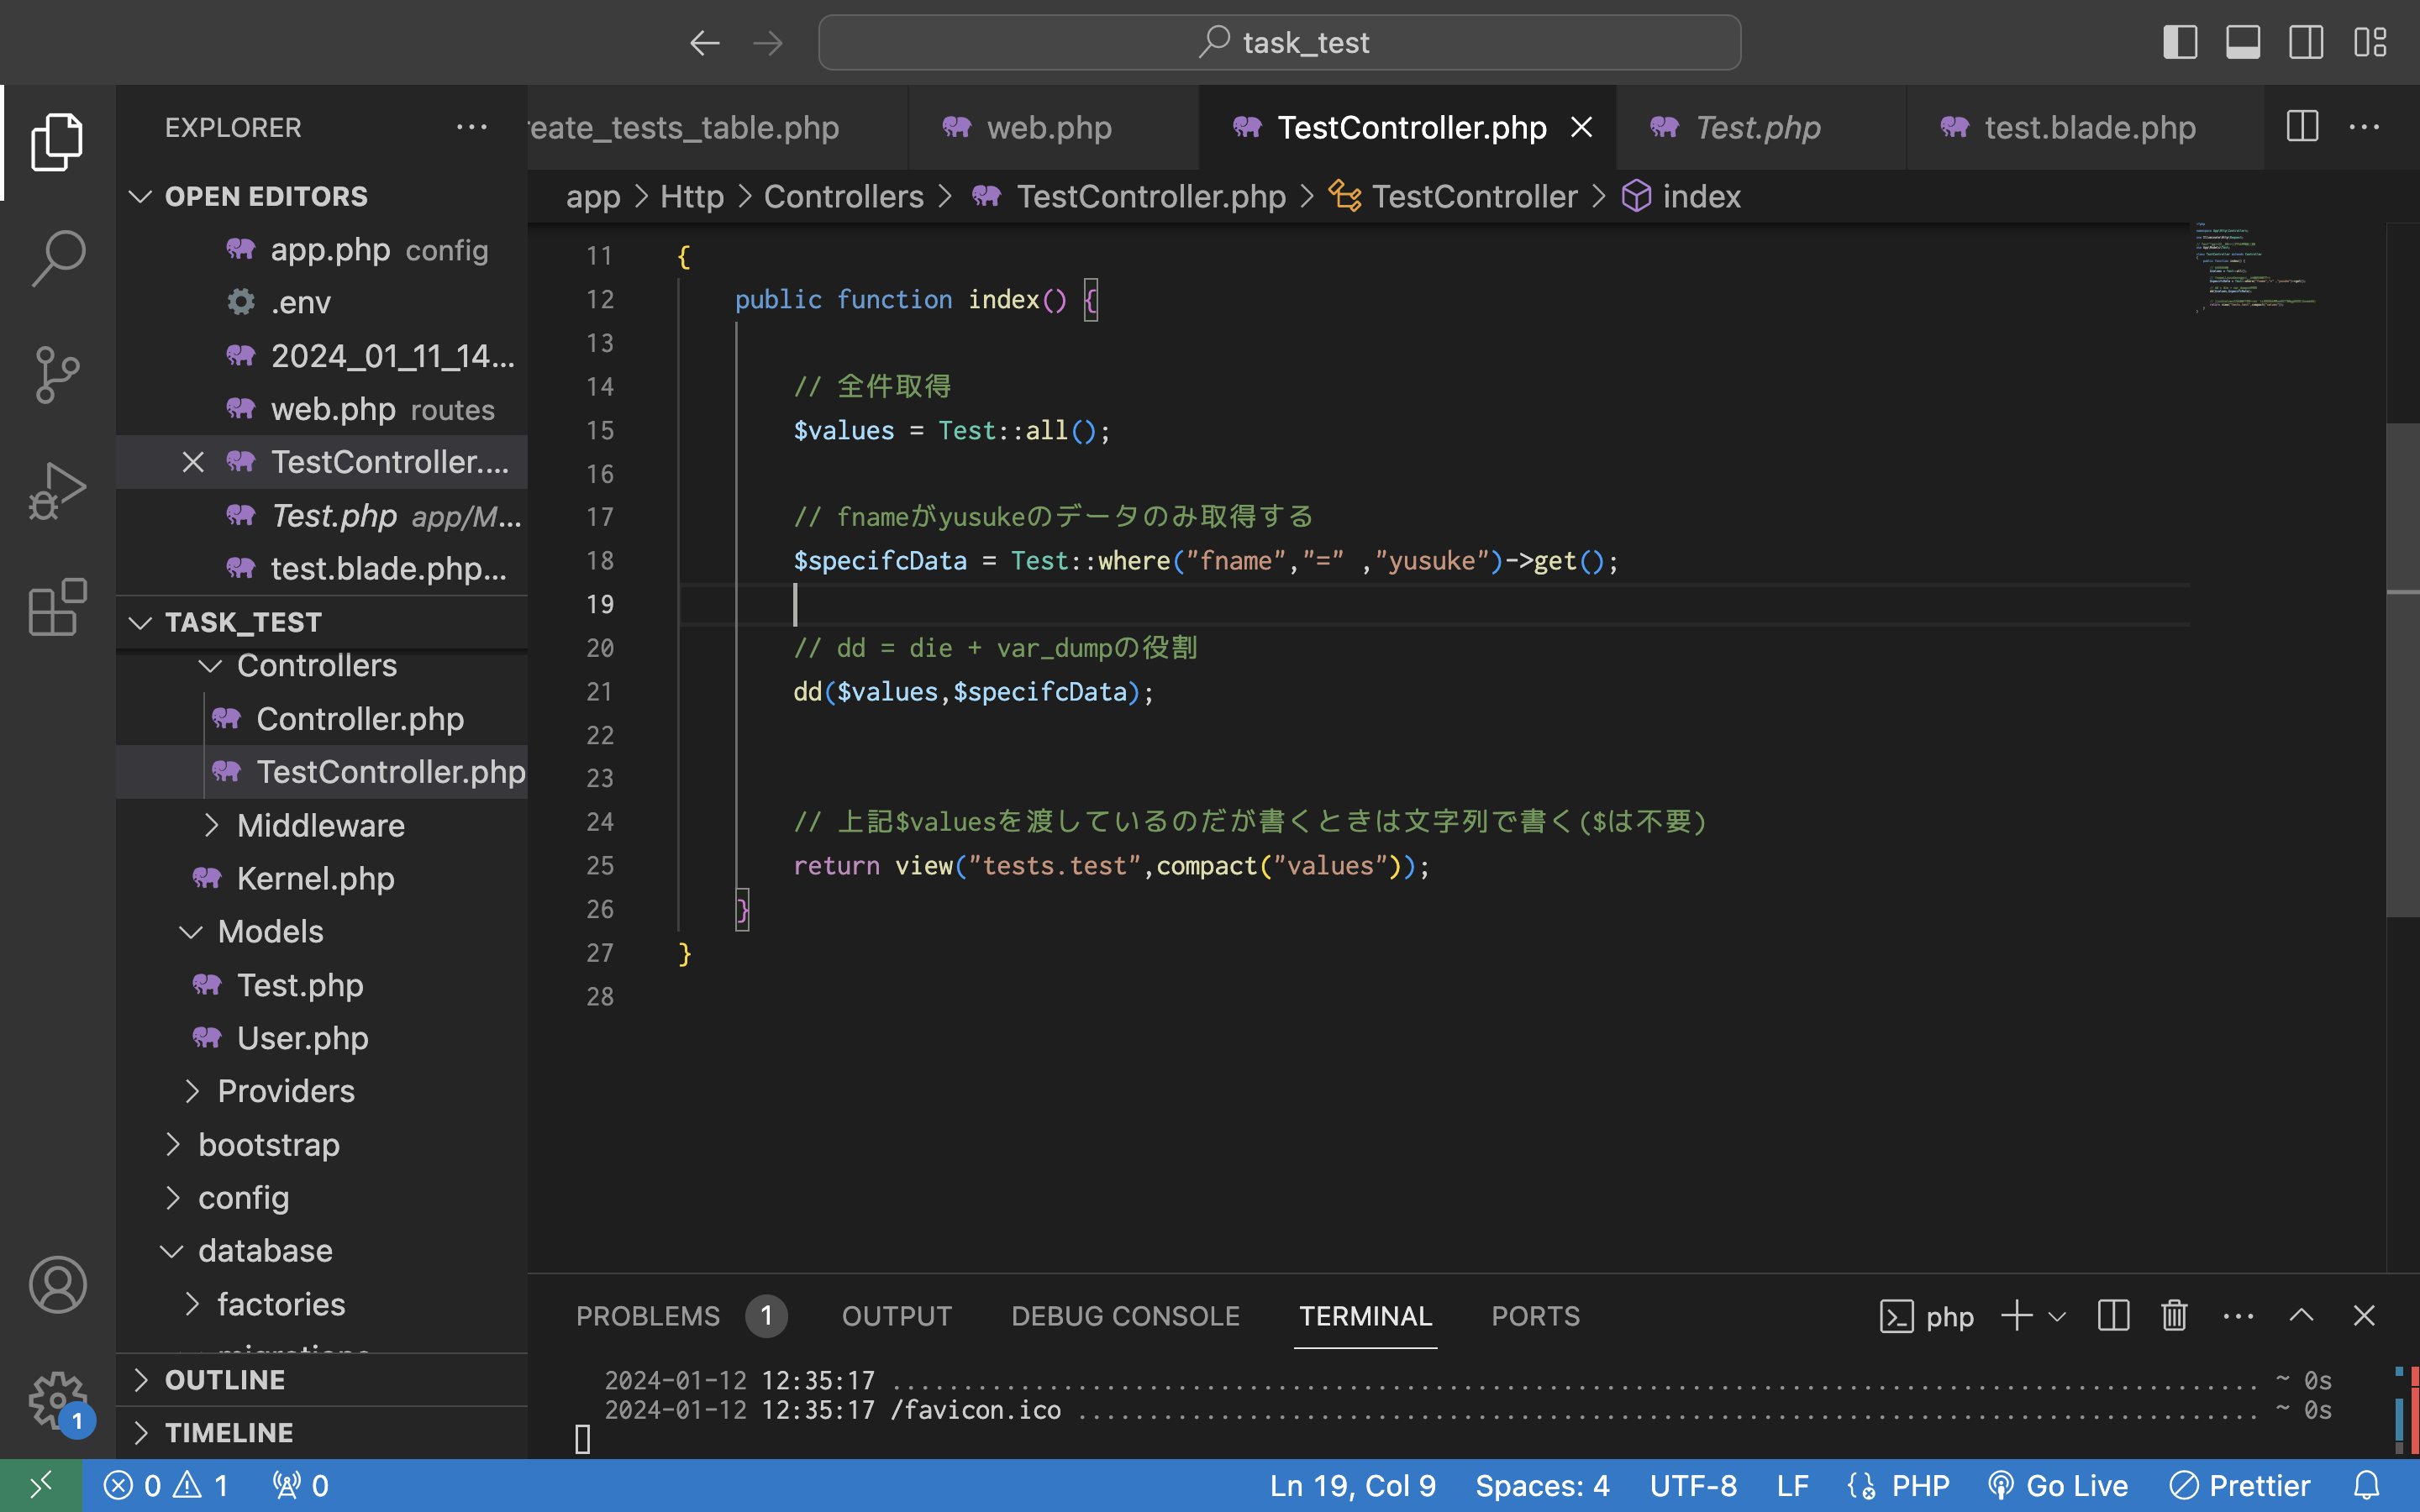 task_test
EXPLORER
OPEN EDITORS
app.php config
.env
2024_01_11_14...
web.php routes
TestController....
Test.php app/M...
test.blade.php...
TASK_TEST
Controllers
Controller.php
TestController.php
Middleware
Kernel.php
Models
Test.php
User.php
Providers
bootstrap
config
database
factories
migrations
OUTLINE
TIMELINE
1
eate_tests_table.php
web.php
TestController.php
Test.php
test.blade.php
app > Http > Controllers > TestController.php > TestController > index
11 {
12 public function index() {
13
14 // 全件取得
15 $values = Test::all();
16
17 // fnameがyusukeのデータのみ取得する
18 $specifcData = Test::where("fname","=" ,"yusuke")->get();
19
20 // dd = die + var_dumpの役割
21 dd($values,$specifcData);
22
23
24 // 上記$valuesを渡しているのだが書くときは文字列で書く($は不要)
25 return view("tests.test",compact("values"));
26 }
27 }
28
PROBLEMS 1 OUTPUT DEBUG CONSOLE TERMINAL PORTS php
2024-01-12 12:35:17 ................................................................................ ~ 0s
2024-01-12 12:35:17 /favicon.ico ................................................................ ~ 0s
0 1 0 Ln 19, Col 9 Spaces: 4 UTF-8 LF PHP Go Live Prettier